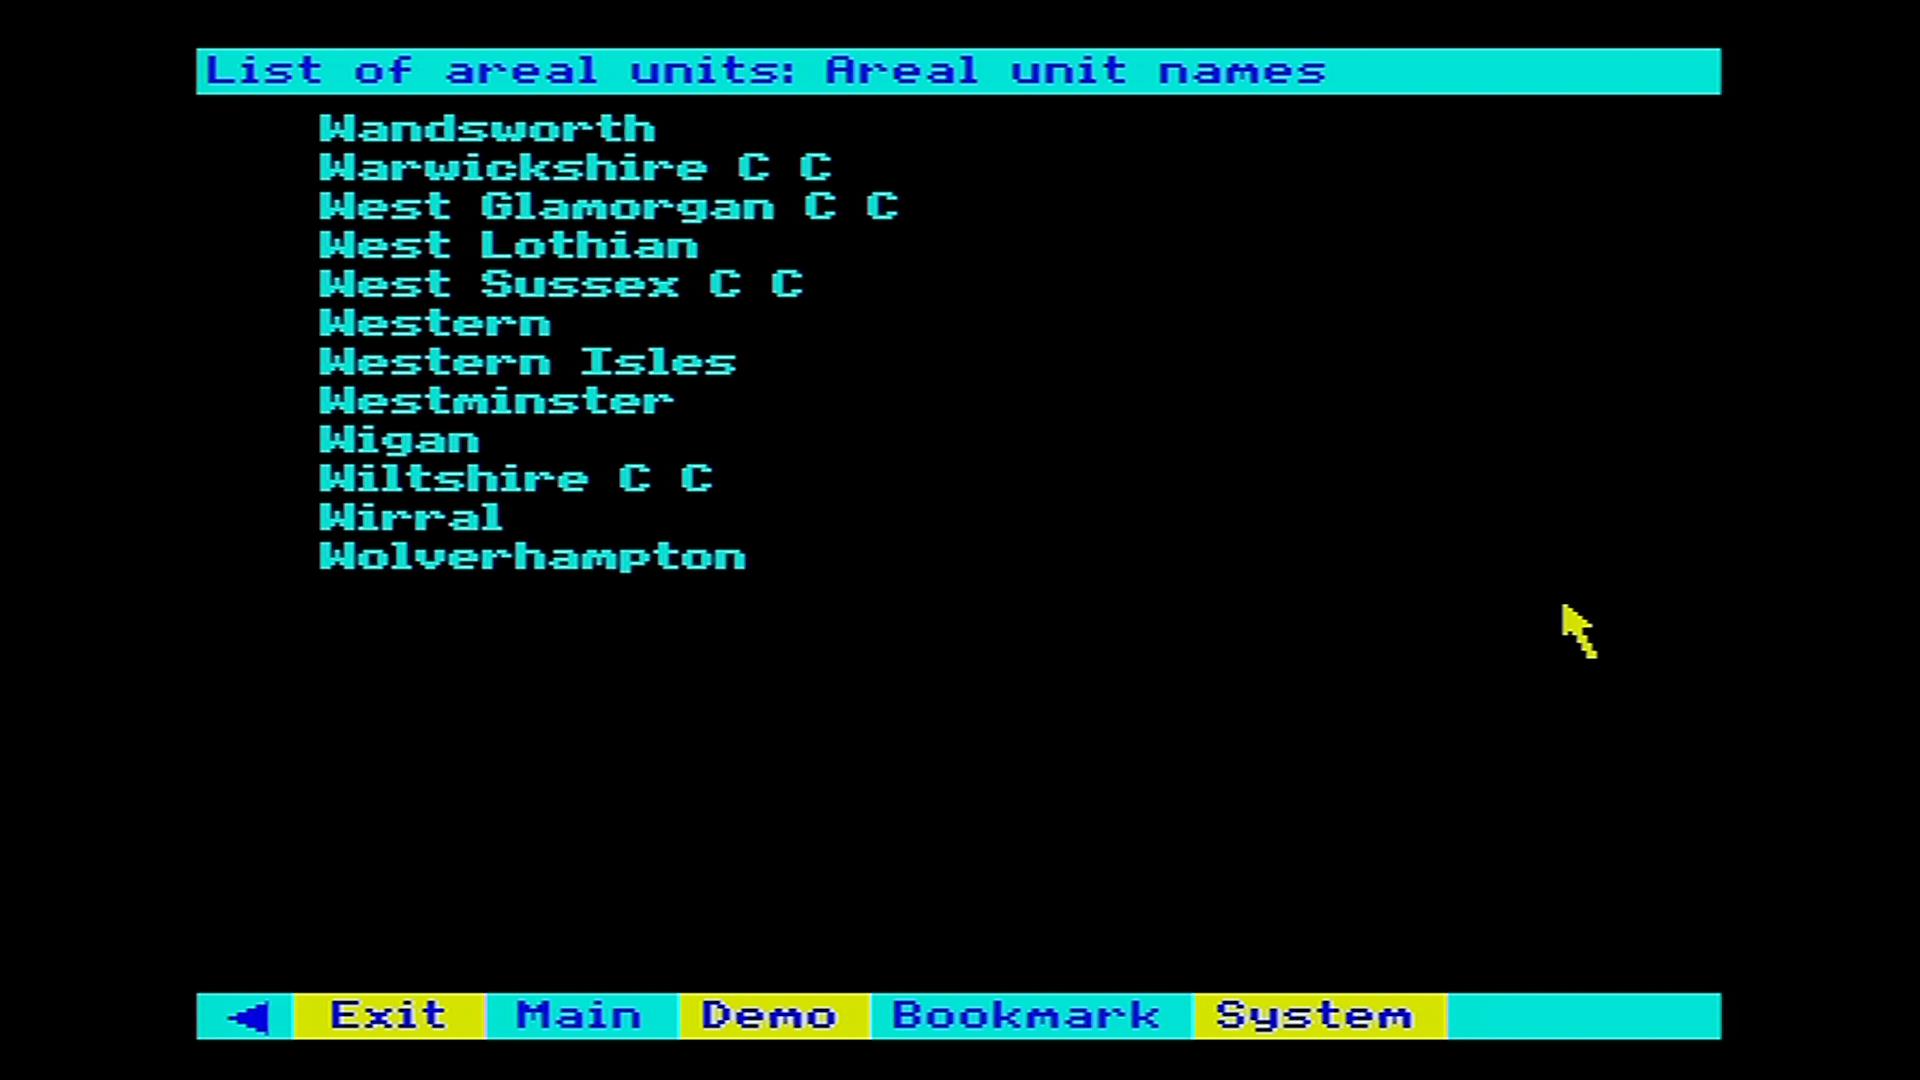 List of areal units: Areal unit names
Wandsworth
Warwickshire C C
West Glamorgan C C
West Lothian
West Sussex C C
Western
Western Isles
Westminster
Wigan
Wiltshire C C
Wirral
Wolverhampton
Exit Main Demo Bookmark System